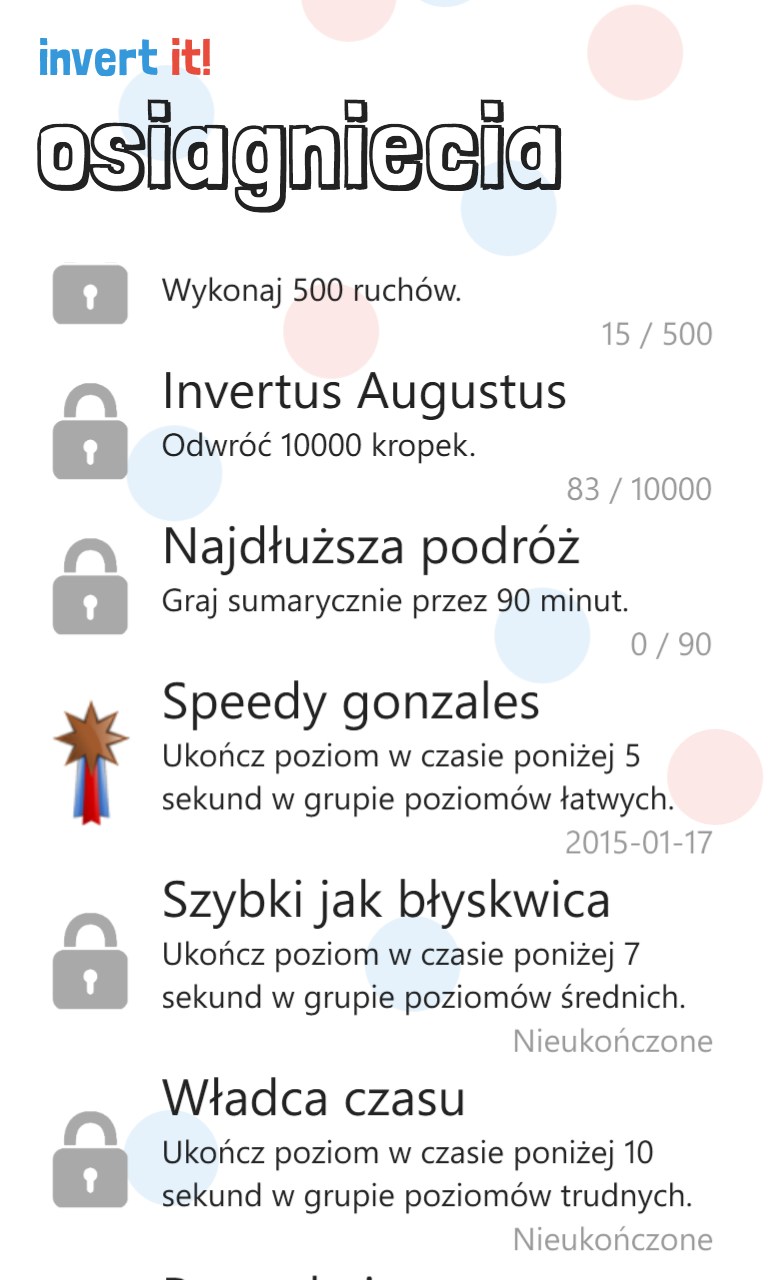 invert it!
osiagniecia
Wykonaj 500 ruchów.
15 / 500
Invertus Augustus
Odwróć 10000 kropek.
83 / 10000
Najdłuższa podróż
Graj sumarycznie przez 90 minut.
0 / 90
Speedy gonzales
Ukończ poziom w czasie poniżej 5
sekund w grupie poziomów łatwych.
2015-01-17
Szybki jak błyskwica
Ukończ poziom w czasie poniżej 7
sekund w grupie poziomów średnich.
Nieukończone
Władca czasu
Ukończ poziom w czasie poniżej 10
sekund w grupie poziomów trudnych.
Nieukończone